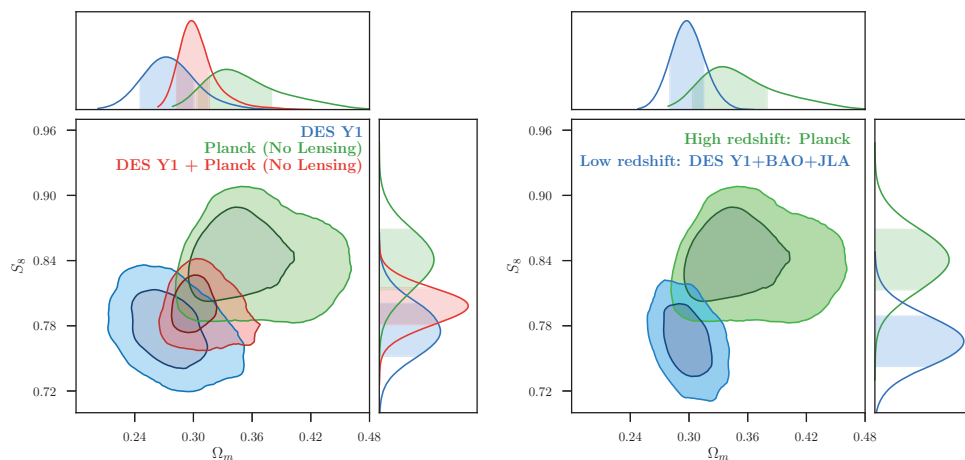 DES Y1
Planck (No Lensing)
DES Y1 + Planck (No Lensing)
0.96
0.90
0.84
0.78
0.72
S₈
0.24
0.30
0.36
0.42
0.48
Ωₘ
High redshift: Planck
Low redshift: DES Y1+BAO+JLA
0.96
0.90
0.84
0.78
0.72
S₈
0.24
0.30
0.36
0.42
0.48
Ωₘ